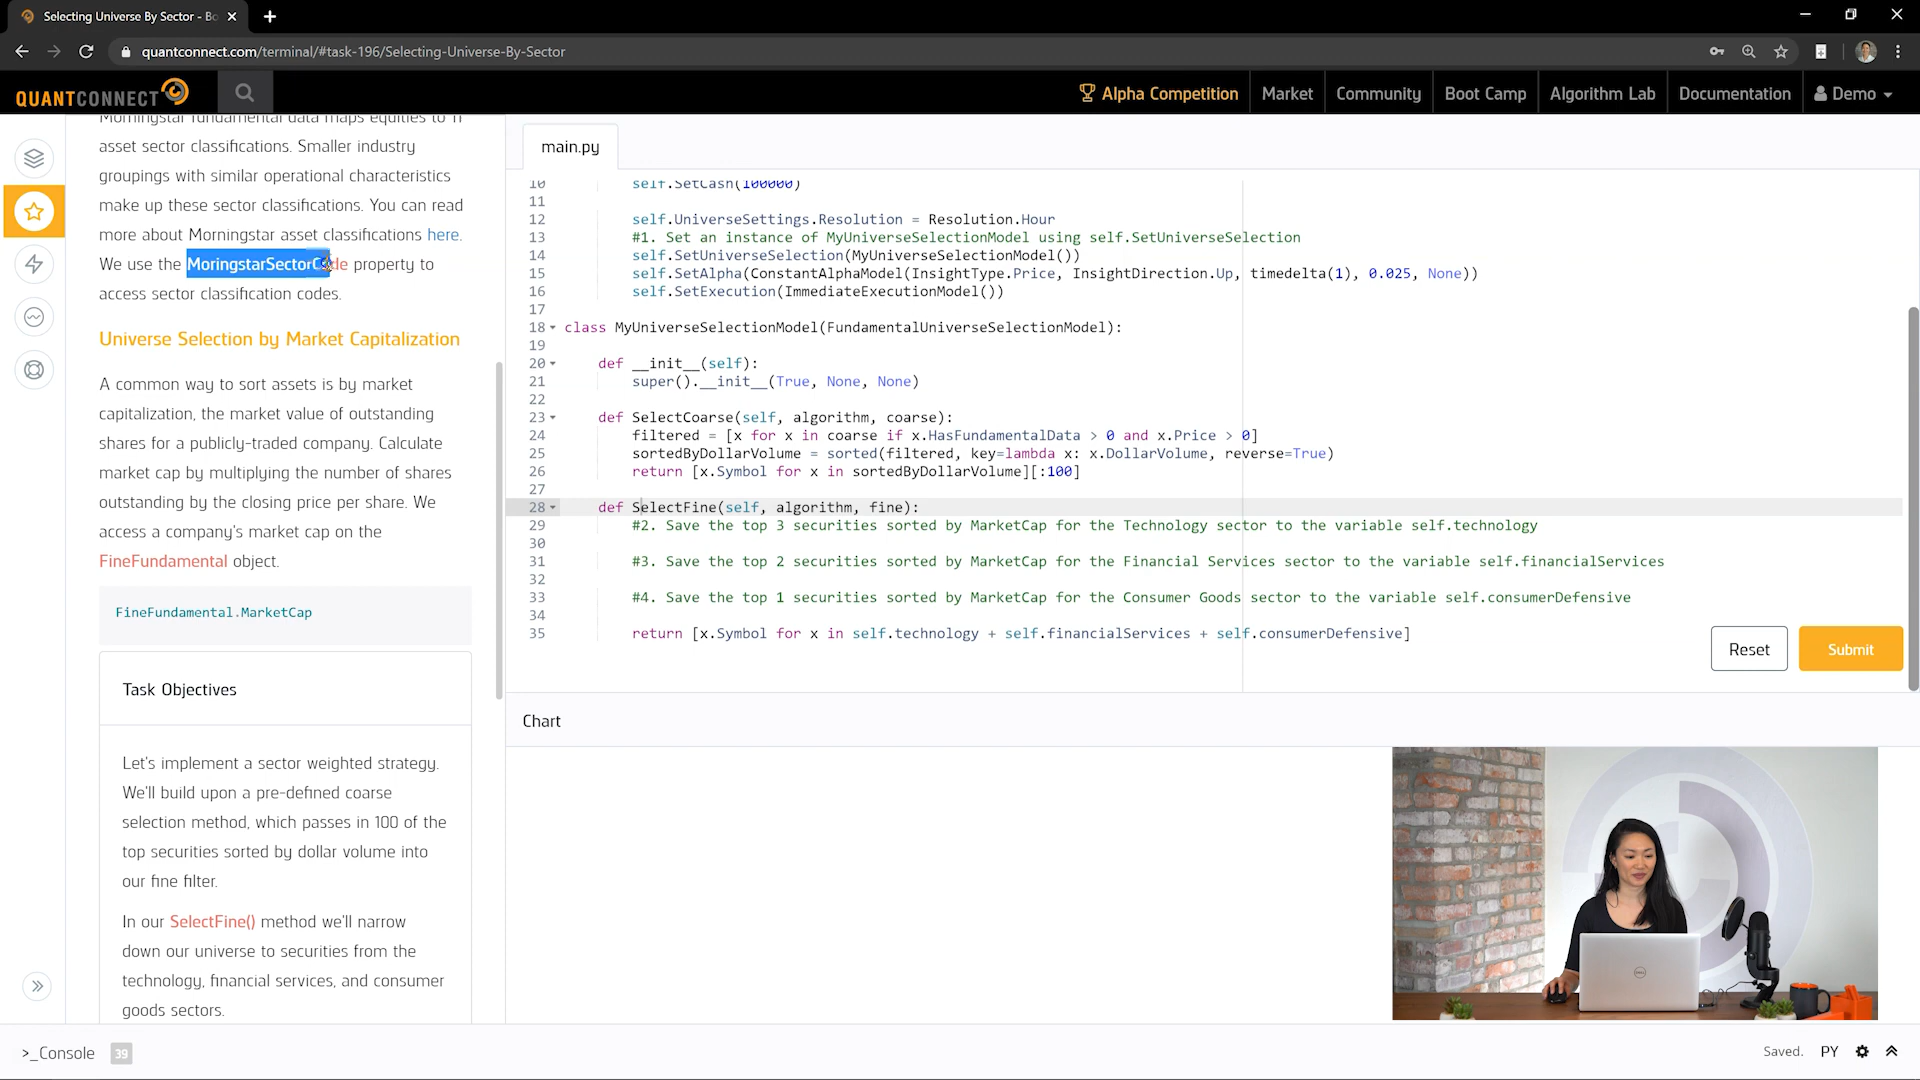 Selecting Universe By Sector - Bo
quantconnect.com/terminal/#task-196/Selecting-Universe-By-Sector
QUANTCONNECT
Alpha Competition
Market
Community
Boot Camp
Algorithm Lab
Documentation
Demo
Morningstar fundamental data maps equities to 11
asset sector classifications. Smaller industry
groupings with similar operational characteristics
make up these sector classifications. You can read
more about Morningstar asset classifications here.
We use the MorningstarSectorCode property to
access sector classification codes.
Universe Selection by Market Capitalization
A common way to sort assets is by market
capitalization, the market value of outstanding
shares for a publicly-traded company. Calculate
market cap by multiplying the number of shares
outstanding by the closing price per share. We
access a company's market cap on the
FineFundamental object.
FineFundamental.MarketCap
Task Objectives
Let's implement a sector weighted strategy.
We'll build upon a pre-defined coarse
selection method, which passes in 100 of the
top securities sorted by dollar volume into
our fine filter.
In our SelectFine() method we'll narrow
down our universe to securities from the
technology, financial services, and consumer
goods sectors.
main.py
10 self.SetCash(100000)
11
12 self.UniverseSettings.Resolution = Resolution.Hour
13 #1. Set an instance of MyUniverseSelectionModel using self.SetUniverseSelection
14 self.SetUniverseSelection(MyUniverseSelectionModel())
15 self.SetAlpha(ConstantAlphaModel(InsightType.Price, InsightDirection.Up, timedelta(1), 0.025, None))
16 self.SetExecution(ImmediateExecutionModel())
17
18 class MyUniverseSelectionModel(FundamentalUniverseSelectionModel):
19
20 def __init__(self):
21 super().__init__(True, None, None)
22
23 def SelectCoarse(self, algorithm, coarse):
24 filtered = [x for x in coarse if x.HasFundamentalData > 0 and x.Price > 0]
25 sortedByDollarVolume = sorted(filtered, key=lambda x: x.DollarVolume, reverse=True)
26 return [x.Symbol for x in sortedByDollarVolume][:100]
27
28 def SelectFine(self, algorithm, fine):
29 #2. Save the top 3 securities sorted by MarketCap for the Technology sector to the variable self.technology
30
31 #3. Save the top 2 securities sorted by MarketCap for the Financial Services sector to the variable self.financialServices
32
33 #4. Save the top 1 securities sorted by MarketCap for the Consumer Goods sector to the variable self.consumerDefensive
34
35 return [x.Symbol for x in self.technology + self.financialServices + self.consumerDefensive]
Reset
Submit
Chart
>_Console 39
Saved.
PY